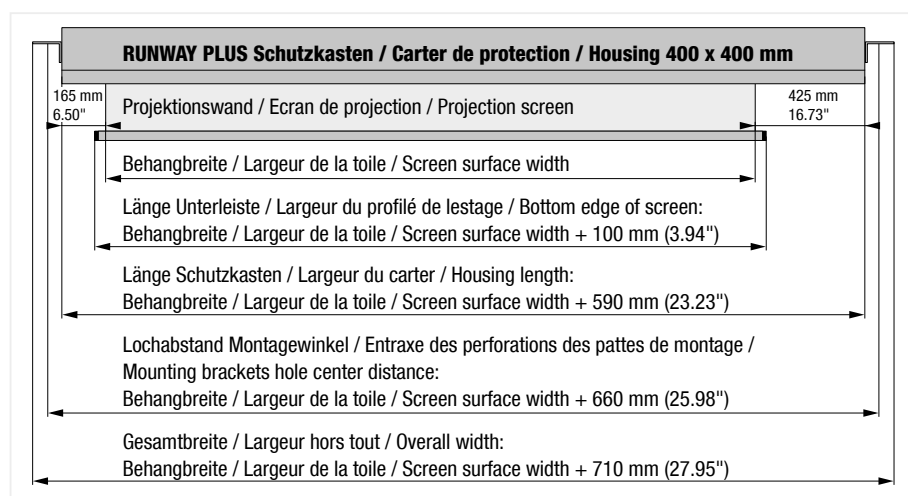 RUNWAY PLUS Schutzkasten / Carter de protection / Housing 400 x 400 mm
165 mm
6.50"
Projektionswand / Ecran de projection / Projection screen
425 mm
16.73"
Behangbreite / Largeur de la toile / Screen surface width
Länge Unterleiste / Largeur du profilé de lestage / Bottom edge of screen:
Behangbreite / Largeur de la toile / Screen surface width + 100 mm (3.94")
Länge Schutzkasten / Largeur du carter / Housing length:
Behangbreite / Largeur de la toile / Screen surface width + 590 mm (23.23")
Lochabstand Montagewinkel / Entraxe des perforations des pattes de montage /
Mounting brackets hole center distance:
Behangbreite / Largeur de la toile / Screen surface width + 660 mm (25.98")
Gesamtbreite / Largeur hors tout / Overall width:
Behangbreite / Largeur de la toile / Screen surface width + 710 mm (27.95")